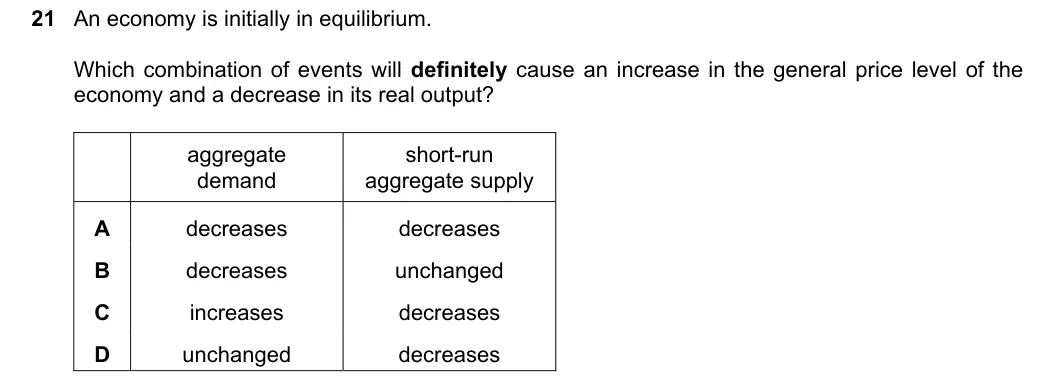 21 An economy is initially in equilibrium.
Which combination of events will definitely cause an increase in the general price level of the
economy and a decrease in its real output?
aggregate demand short-run aggregate supply
A decreases decreases
B decreases unchanged
C increases decreases
D unchanged decreases